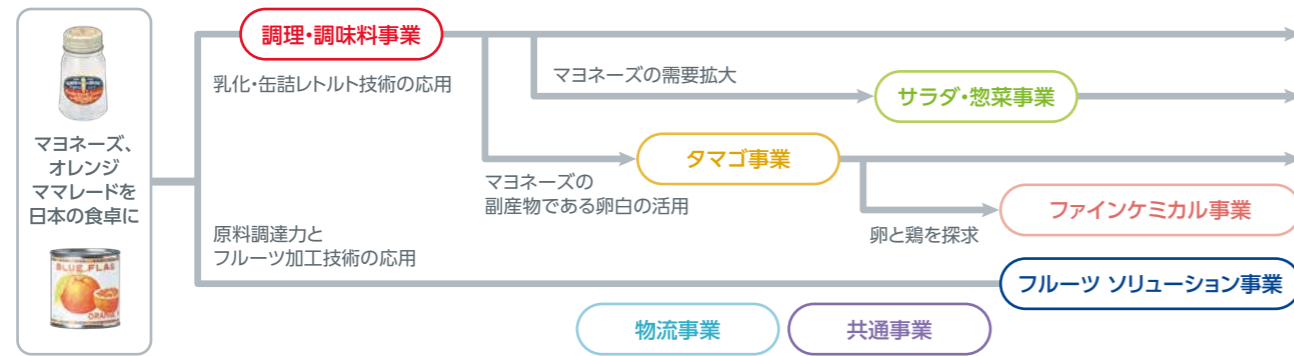 マヨネーズ、
オレンジ
ママレードを
日本の食卓に
BLUE FLAG
調理・調味料事業
乳化・缶詰レトルト技術の応用
マヨネーズの需要拡大
サラダ・惣菜事業
タマゴ事業
マヨネーズの
副産物である卵白の活用
ファインケミカル事業
卵と鶏を探求
原料調達力と
フルーツ加工技術の応用
フルーツ ソリューション事業
物流事業
共通事業